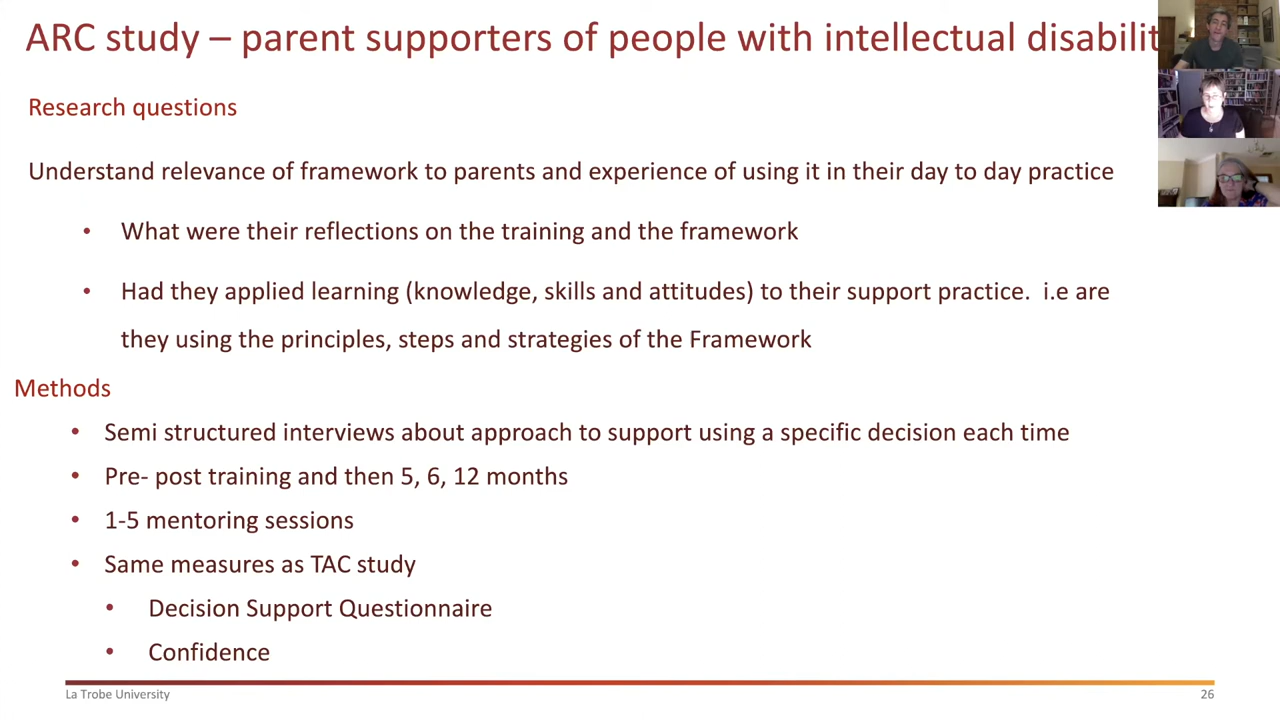 ARC study – parent supporters of people with intellectual disabilit
Research questions
Understand relevance of framework to parents and experience of using it in their day to day practice
• What were their reflections on the training and the framework
• Had they applied learning (knowledge, skills and attitudes) to their support practice. i.e are
they using the principles, steps and strategies of the Framework
Methods
• Semi structured interviews about approach to support using a specific decision each time
• Pre- post training and then 5, 6, 12 months
• 1-5 mentoring sessions
• Same measures as TAC study
• Decision Support Questionnaire
• Confidence
La Trobe University
26